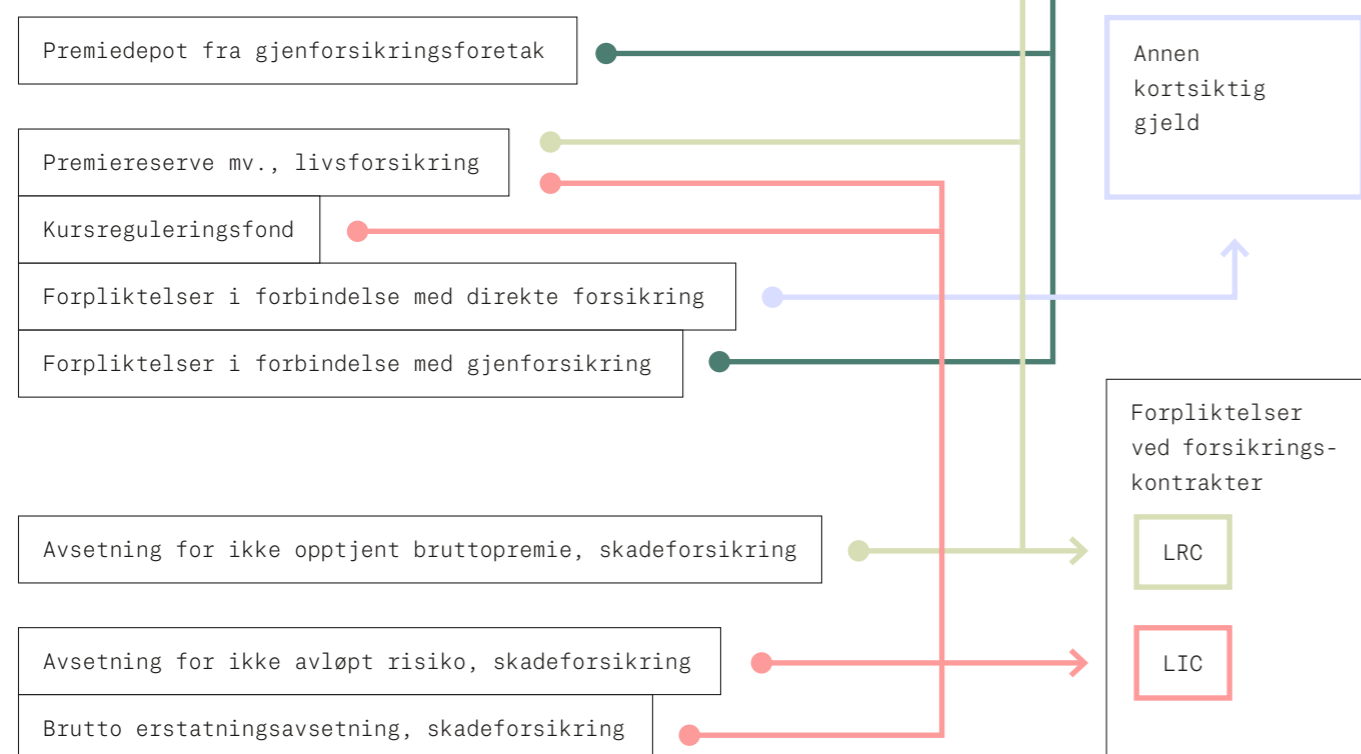 Premiedepot fra gjenforsikringsforetak
Annen
kortsiktig
gjeld
Premiereserve mv., livsforsikring
Kursreguleringsfond
Forpliktelser i forbindelse med direkte forsikring
Forpliktelser i forbindelse med gjenforsikring
Forpliktelser
ved forsikrings-
kontrakter
Avsetning for ikke opptjent bruttopremie, skadeforsikring
LRC
Avsetning for ikke avløpt risiko, skadeforsikring
LIC
Brutto erstatningsavsetning, skadeforsikring